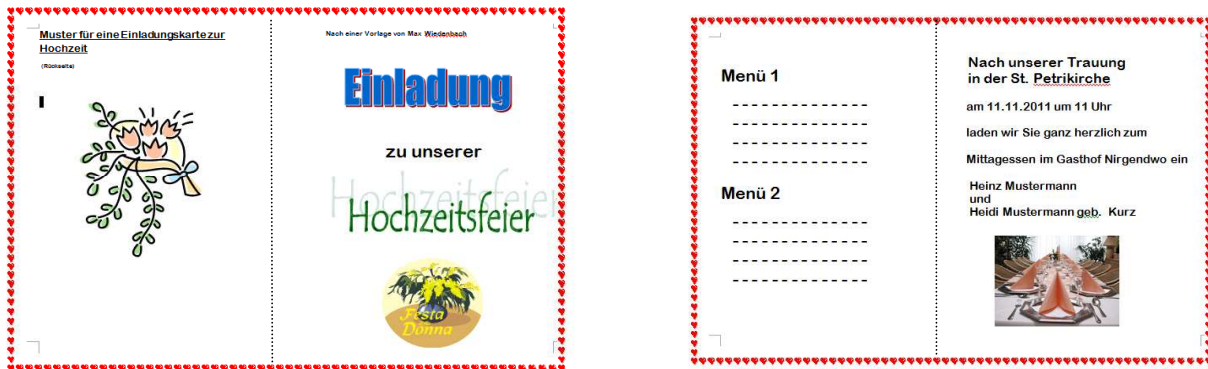 Muster für eine Einladungskarte zur
Hochzeit
(Rückseite)
Nach einer Vorlage von Max Wiedenbach
Einladung
zu unserer
Hochzeitsfeier
Hochzeitsfeier
Festa
Donna
Menü 1
Menü 2
Nach unserer Trauung
in der St. Petrikirche
am 11.11.2011 um 11 Uhr
laden wir Sie ganz herzlich zum
Mittagessen im Gasthof Nirgendwo ein
Heinz Mustermann
und
Heidi Mustermann geb. Kurz